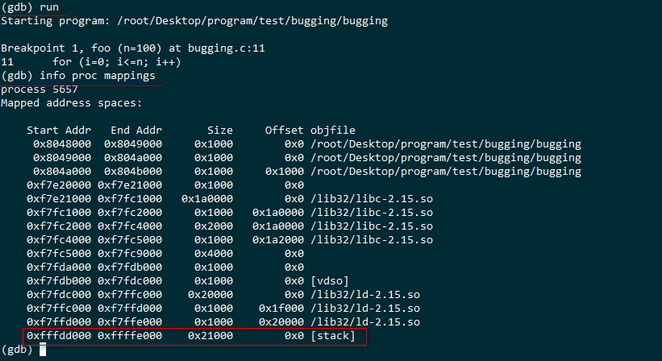 (gdb) run
Starting program: /root/Desktop/program/test/bugging/bugging
Breakpoint 1, foo (n=100) at bugging.c:11
11 for (i=0; i<=n; i++)
(gdb) info proc mappings
process 5657
Mapped address spaces:
Start Addr End Addr Size Offset objfile
0x8048000 0x8049000 0x1000 0x0 /root/Desktop/program/test/bugging/bugging
0x8049000 0x804a000 0x1000 0x0 /root/Desktop/program/test/bugging/bugging
0x804a000 0x804b000 0x1000 0x1000 /root/Desktop/program/test/bugging/bugging
0xf7e20000 0xf7e21000 0x1000 0x0
0xf7e21000 0xf7fc1000 0x1a0000 0x0 /lib32/libc-2.15.so
0xf7fc1000 0xf7fc2000 0x1000 0x1a0000 /lib32/libc-2.15.so
0xf7fc2000 0xf7fc4000 0x2000 0x1a0000 /lib32/libc-2.15.so
0xf7fc4000 0xf7fc5000 0x1000 0x1a2000 /lib32/libc-2.15.so
0xf7fc5000 0xf7fc9000 0x4000 0x0
0xf7fda000 0xf7fdb000 0x1000 0x0
0xf7fdb000 0xf7fdc000 0x1000 0x0 [vdso]
0xf7fdc000 0xf7ffc000 0x20000 0x0 /lib32/ld-2.15.so
0xf7ffc000 0xf7ffd000 0x1000 0x1f000 /lib32/ld-2.15.so
0xf7ffd000 0xf7ffe000 0x1000 0x20000 /lib32/ld-2.15.so
0xfffdd000 0xffffe000 0x21000 0x0 [stack]
(gdb)